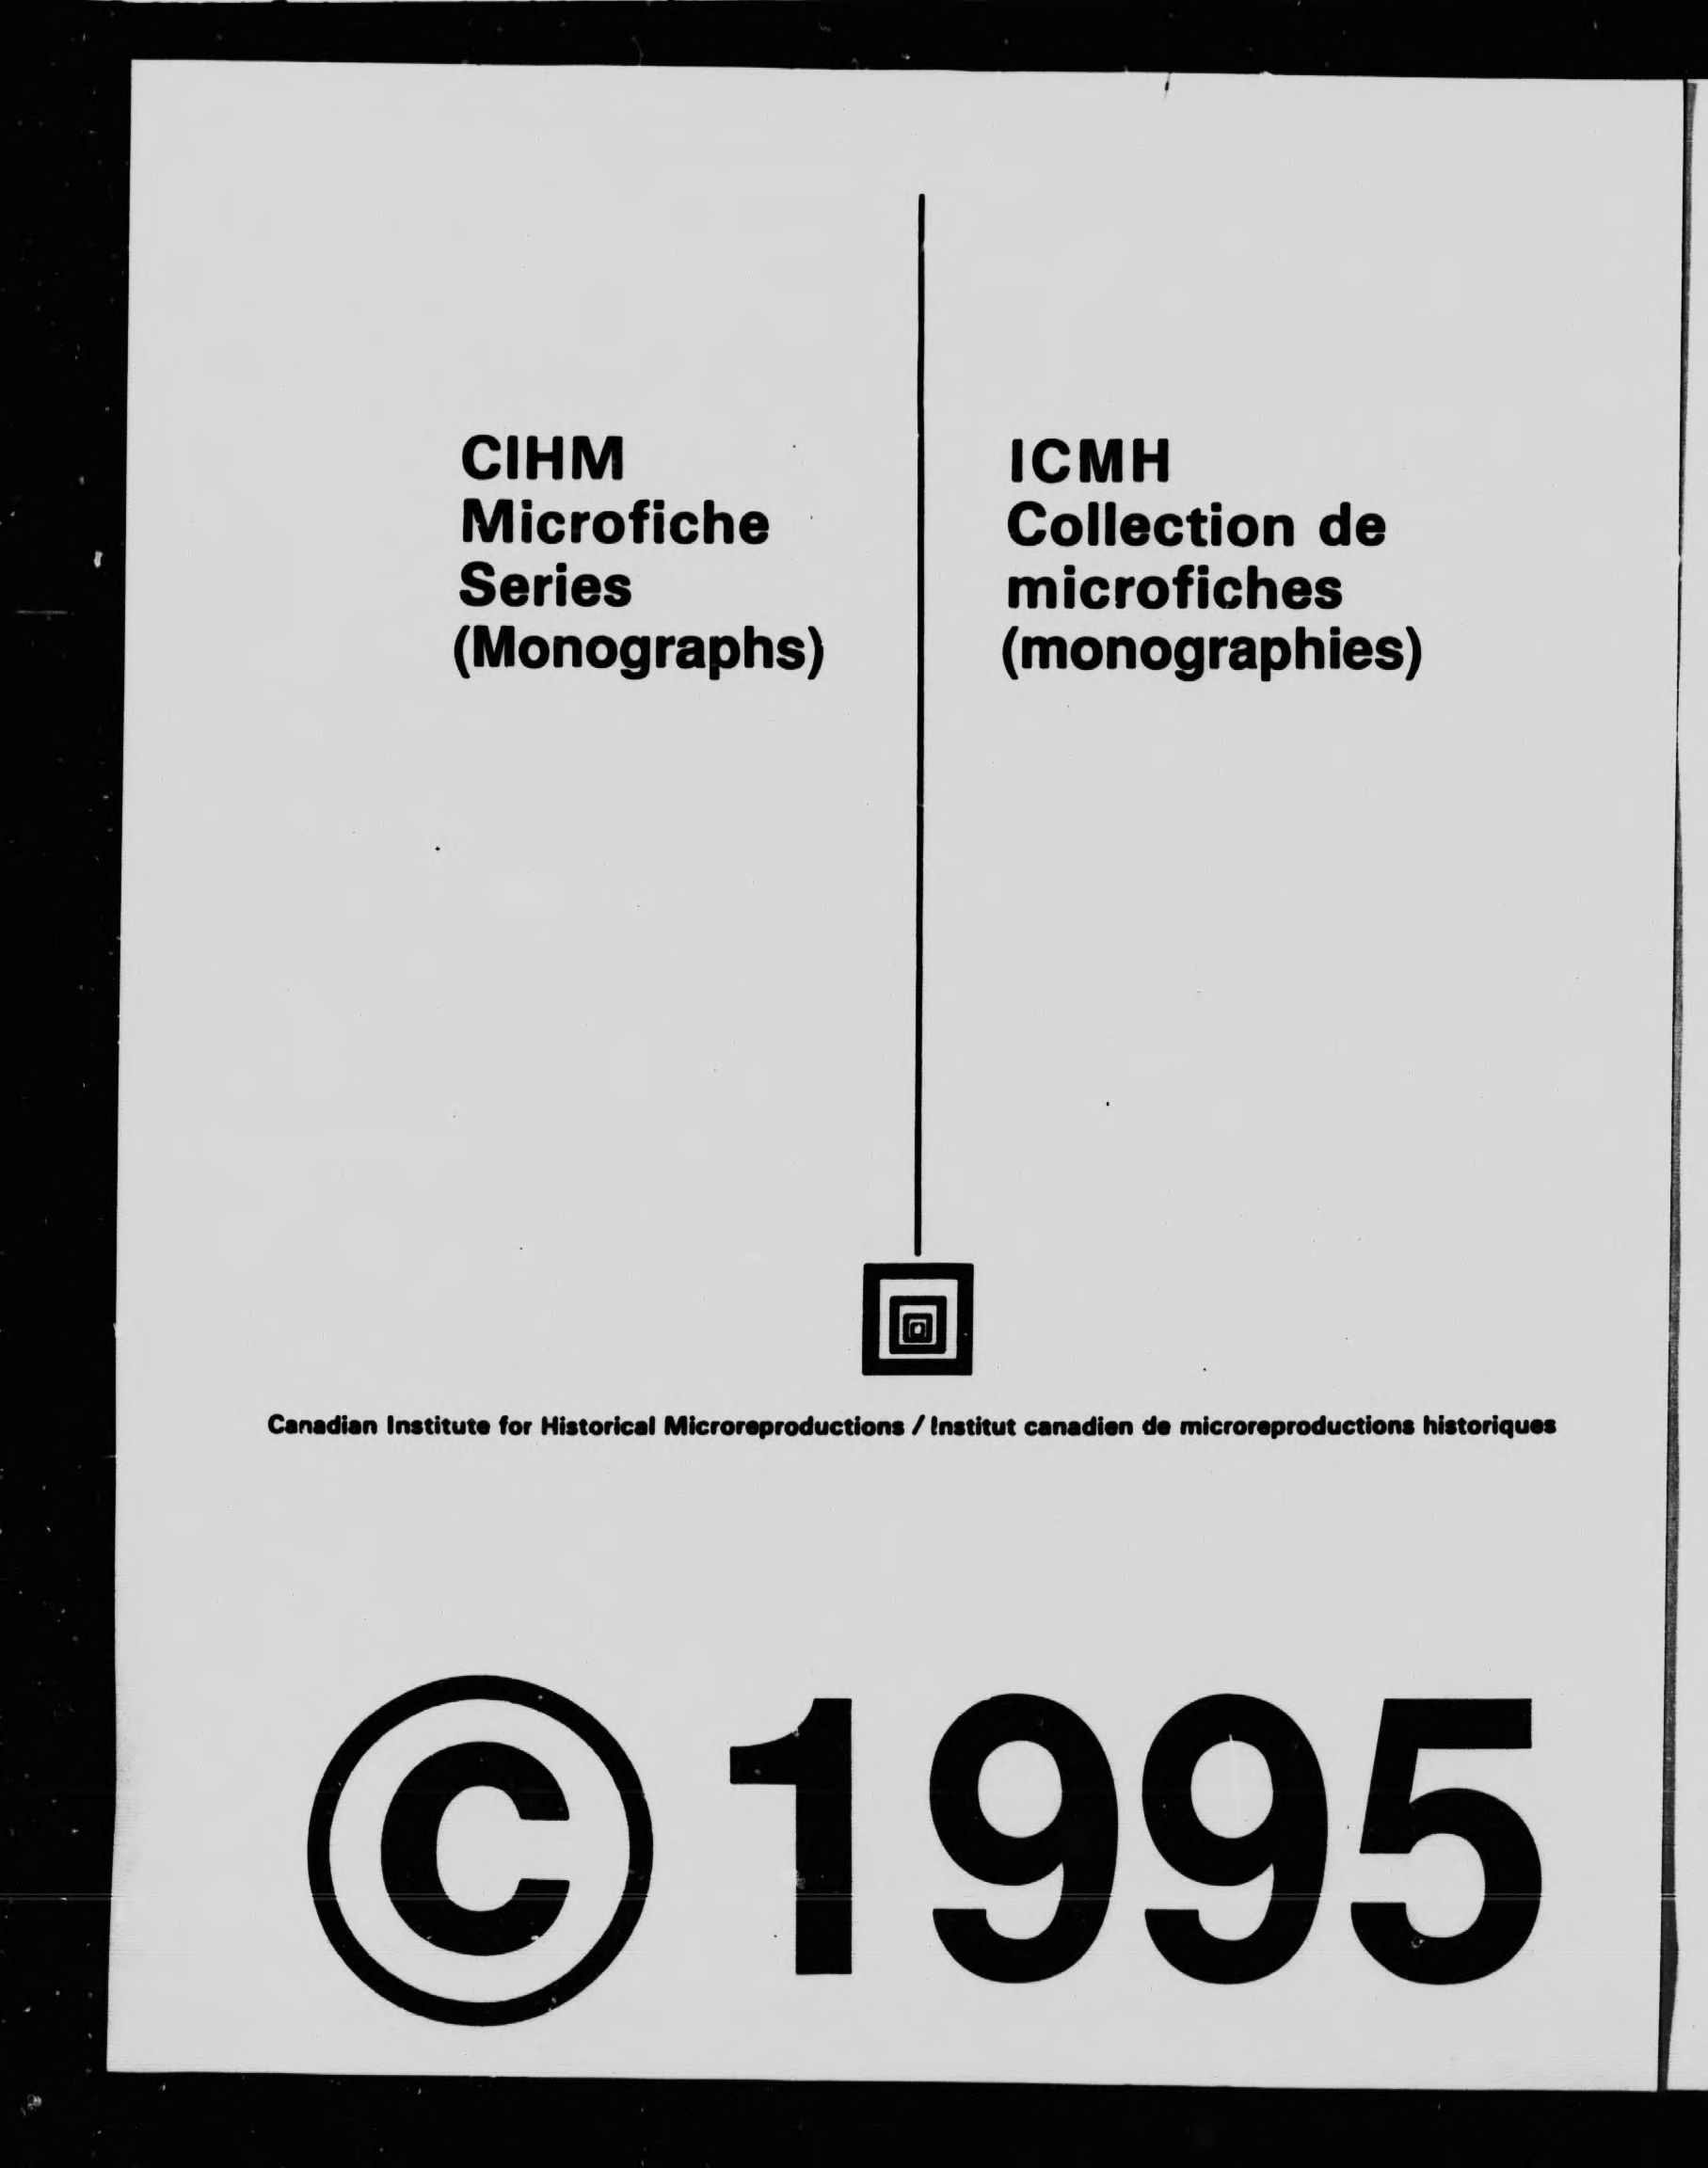 CIHM
Microfiche
Series
(Monographs)
ICMH
Collection de
microfiches
(monographies)
Canadian Institute for Historical Microreproductions / Institut canadien de microreproductions historiques
© 1995